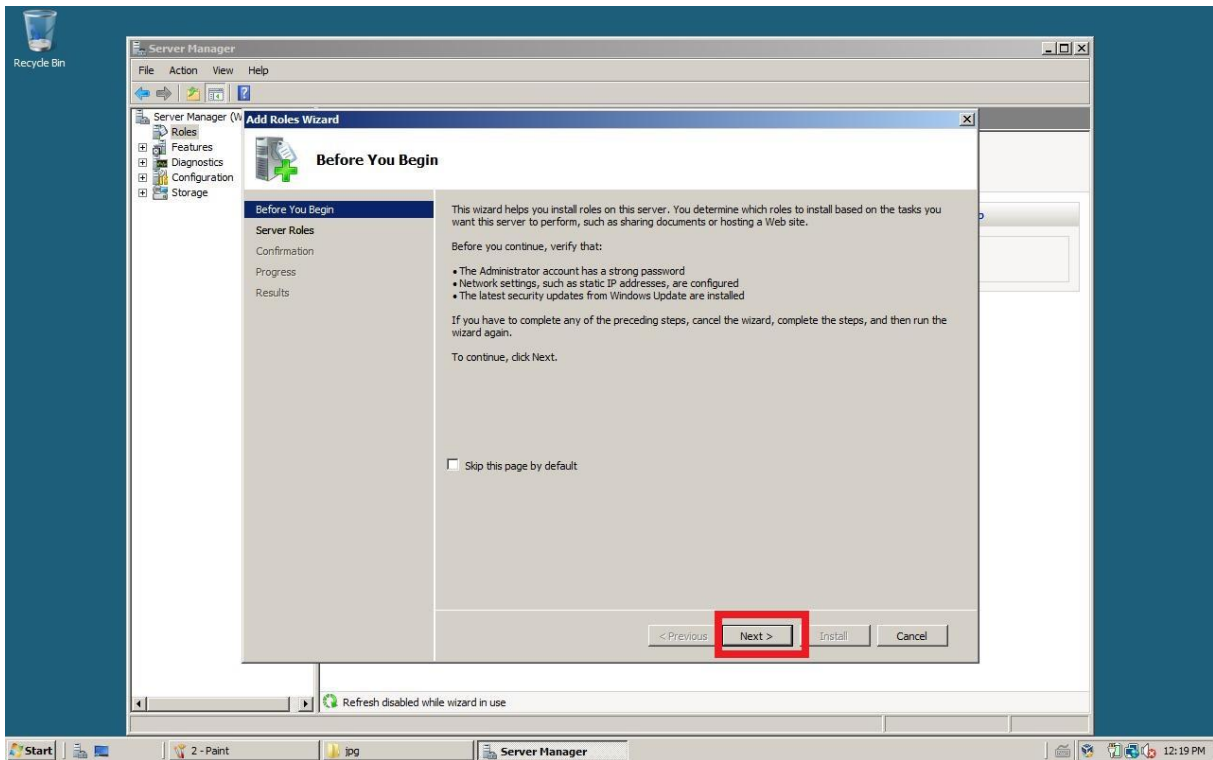 Recycle Bin
Server Manager
File Action View Help
Server Manager (W
Roles
Features
Diagnostics
Configuration
Storage
Add Roles Wizard
Before You Begin
Before You Begin
Server Roles
Confirmation
Progress
Results
This wizard helps you install roles on this server. You determine which roles to install based on the tasks you
want this server to perform, such as sharing documents or hosting a Web site.
Before you continue, verify that:
• The Administrator account has a strong password
• Network settings, such as static IP addresses, are configured
• The latest security updates from Windows Update are installed
If you have to complete any of the preceding steps, cancel the wizard, complete the steps, and then run the
wizard again.
To continue, click Next.
Skip this page by default
< Previous Next > Install Cancel
Refresh disabled while wizard in use
Start 2 - Paint jpg Server Manager 12:19 PM